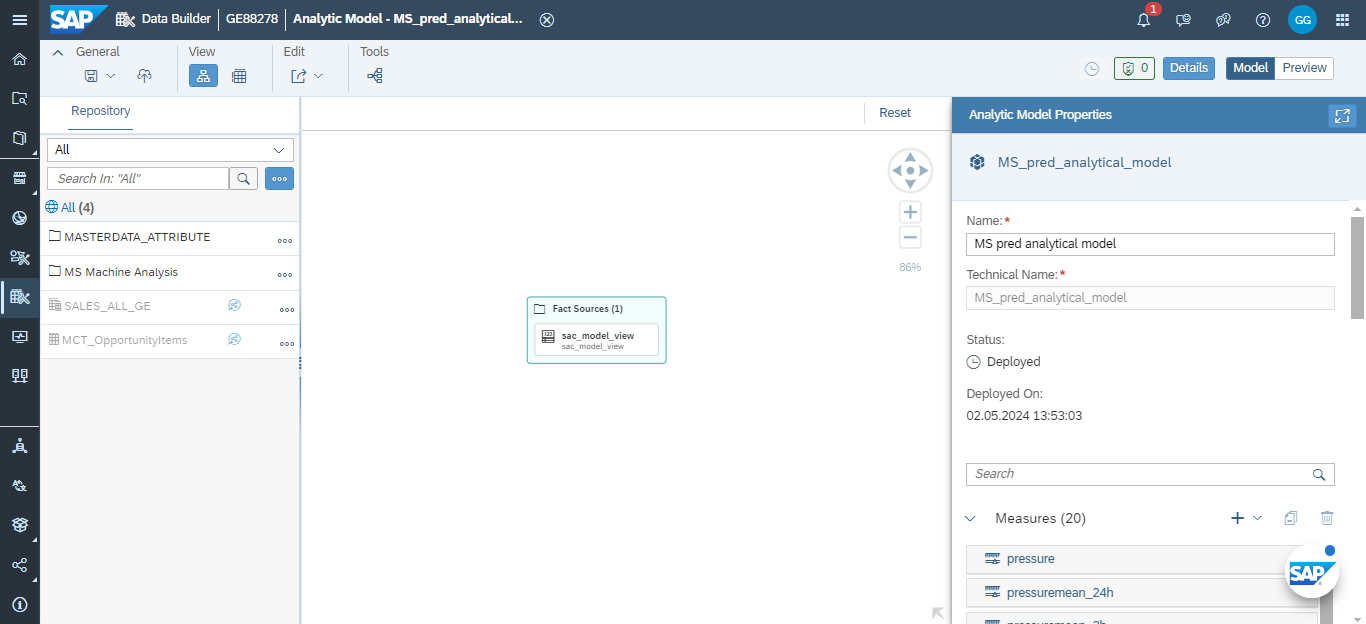 SAP
Data Builder
GE88278
Analytic Model - MS_pred_analytical...
1
GG
General
View
Edit
Tools
0
Details
Model
Preview
Repository
All
Search In: "All"
All (4)
MASTERDATA_ATTRIBUTE
MS Machine Analysis
SALES_ALL_GE
MCT_OpportunityItems
Reset
86%
Fact Sources (1)
sac_model_view
sac_model_view
Analytic Model Properties
MS_pred_analytical_model
Name:*
MS pred analytical model
Technical Name:*
MS_pred_analytical_model
Status:
Deployed
Deployed On:
02.05.2024 13:53:03
Search
Measures (20)
pressure
pressuremean_24h
SAP